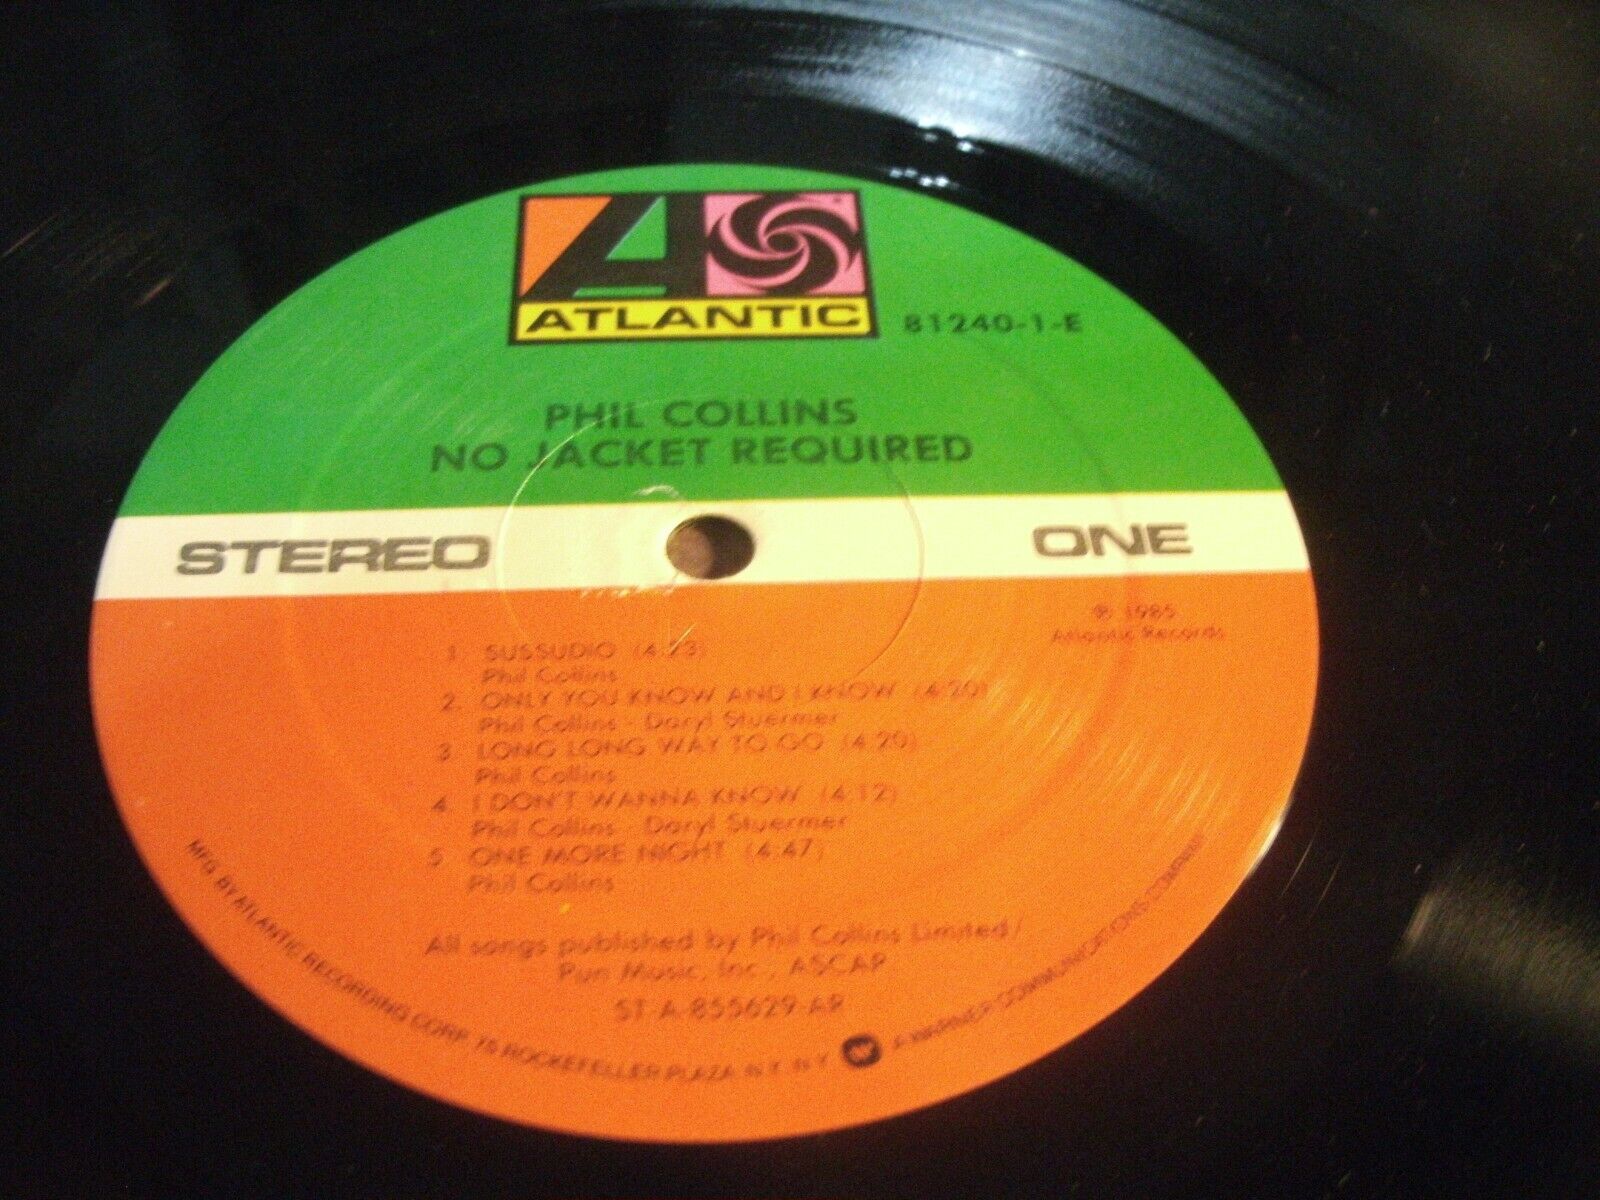 ATLANTIC
81240-1-E
PHIL COLLINS
NO JACKET REQUIRED
STEREO
ONE
℗ 1985
Atlantic Records
1. SUSSUDIO (4:23)
Phil Collins
2. ONLY YOU KNOW AND I KNOW (4:20)
Phil Collins - Daryl Stuermer
3. LONG LONG WAY TO GO (4:20)
Phil Collins
4. I DON'T WANNA KNOW (4:12)
Phil Collins - Daryl Stuermer
5. ONE MORE NIGHT (4:47)
Phil Collins
All songs published by Phil Collins Limited/
Pun Music, Inc., ASCAP
ST-A-855629-AR
MFG BY ATLANTIC RECORDING CORP. 75 ROCKEFELLER PLAZA N.Y. N.Y. A WARNER COMMUNICATIONS COMPANY